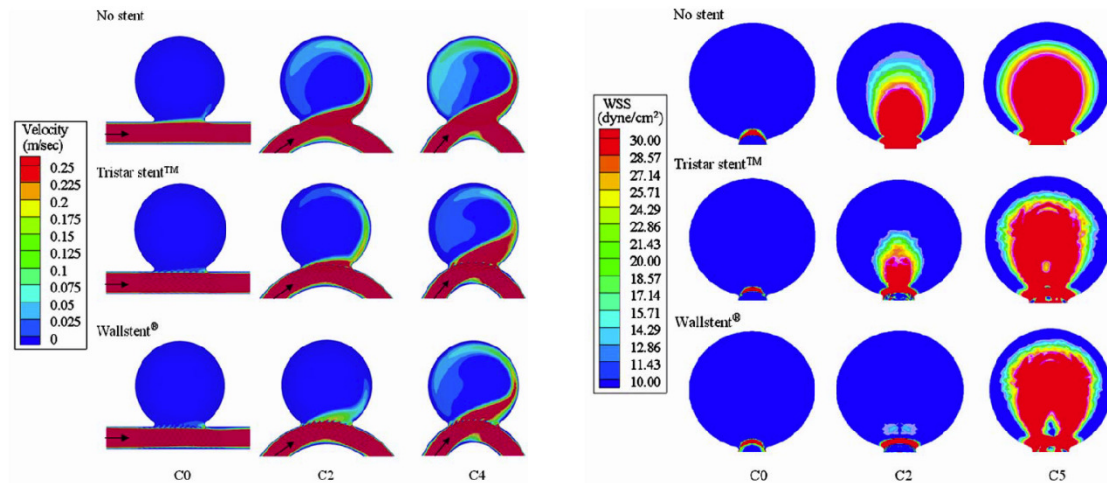 No stent
Velocity
(m/sec)
0.25
0.225
0.2
0.175
0.15
0.125
0.1
0.075
0.05
0.025
0
Tristar stent™
Wallstent®
C0 C2 C4
No stent
WSS
(dyne/cm²)
30.00
28.57
27.14
25.71
24.29
22.86
21.43
20.00
18.57
17.14
15.71
14.29
12.86
11.43
10.00
Tristar stent™
Wallstent®
C0 C2 C5